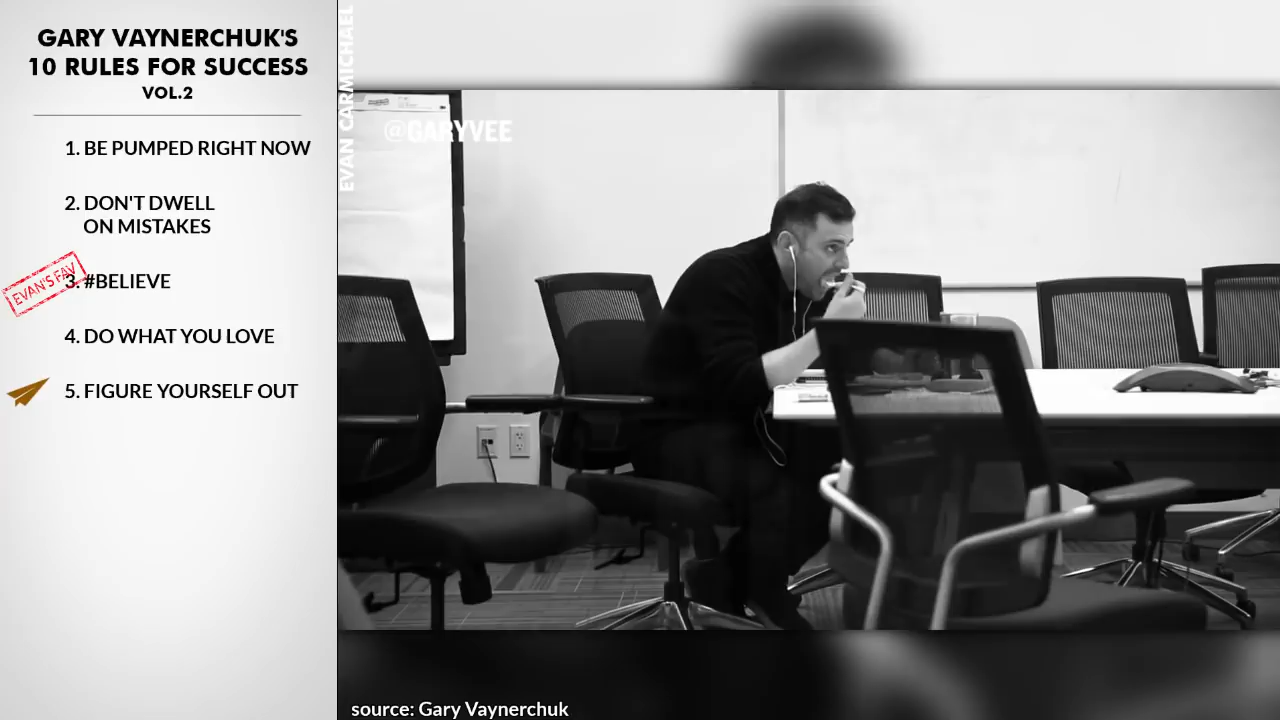 GARY VAYNERCHUK'S
10 RULES FOR SUCCESS
VOL.2
1. BE PUMPED RIGHT NOW
2. DON'T DWELL
ON MISTAKES
EVAN'S FAV
3. #BELIEVE
4. DO WHAT YOU LOVE
5. FIGURE YOURSELF OUT
EVAN CARMICHAEL
@GARYVEE
source: Gary Vaynerchuk